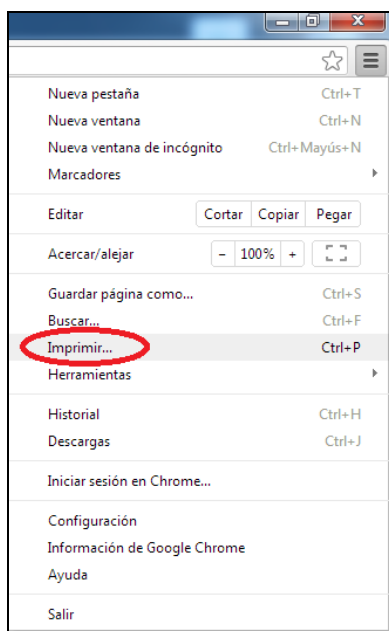 Nueva pestaña Ctrl+T
Nueva ventana Ctrl+N
Nueva ventana de incógnito Ctrl+Mayús+N
Marcadores
Editar Cortar Copiar Pegar
Acercar/alejar - 100% +
Guardar página como... Ctrl+S
Buscar... Ctrl+F
Imprimir... Ctrl+P
Herramientas
Historial Ctrl+H
Descargas Ctrl+J
Iniciar sesión en Chrome...
Configuración
Información de Google Chrome
Ayuda
Salir